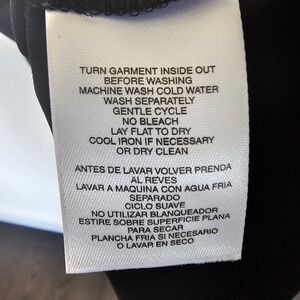 TURN GARMENT INSIDE OUT
BEFORE WASHING
MACHINE WASH COLD WATER
WASH SEPARATELY
GENTLE CYCLE
NO BLEACH
LAY FLAT TO DRY
COOL IRON IF NECESSARY
OR DRY CLEAN
ANTES DE LAVAR VOLVER PRENDA
AL REVES
LAVAR A MAQUINA CON AGUA FRIA
SEPARADO
CICLO SUAVE
NO UTILIZAR BLANQUEADOR
ESTIRE SOBRE SUPERFICIE PLANA
PARA SECAR
PLANCHA FRIA SI NECESARIO
O LAVAR EN SECO